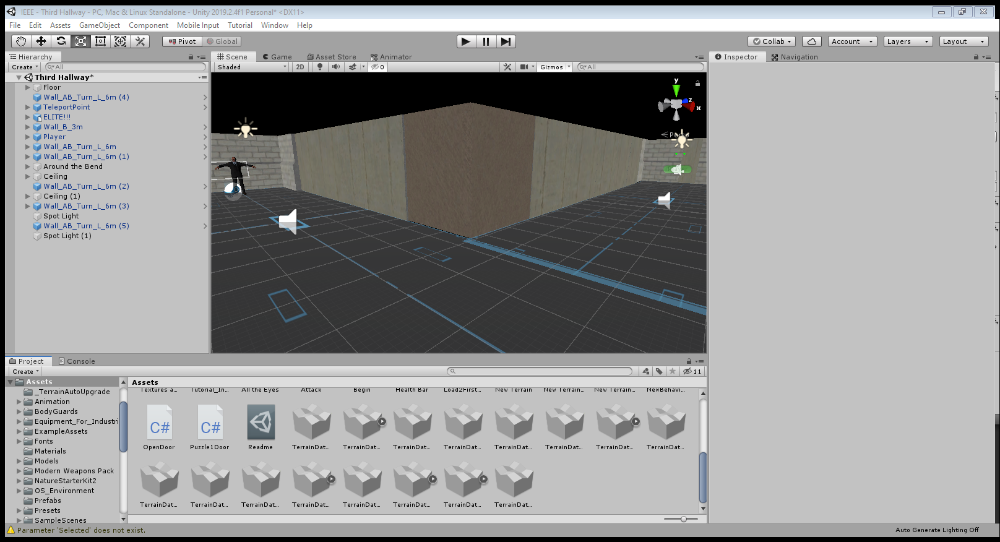 IEEE - Third Hallway - PC, Mac & Linux Standalone - Unity 2019.2.4f1 Personal* <DX11>
File Edit Assets GameObject Component Mobile Input Tutorial Window Help
Pivot Global Collab Account Layers Layout
Hierarchy
Create All
Third Hallway*
Floor
Wall_AB_Turn_L_6m (4)
TeleportPoint
ELITE!!!
Wall_B_3m
Player
Wall_AB_Turn_L_6m
Wall_AB_Turn_L_6m (1)
Around the Bend
Ceiling
Wall_AB_Turn_L_6m (2)
Ceiling (1)
Wall_AB_Turn_L_6m (3)
Spot Light
Wall_AB_Turn_L_6m (5)
Spot Light (1)
Scene Game Asset Store Animator
Shaded 2D 0 Gizmos All
y
z
x
Persp
Inspector Navigation
Project Console
Create 11
Assets
_TerrainAutoUpgrade
Animation
BodyGuards
Equipment_For_Industri
ExampleAssets
Fonts
Materials
Models
Modern Weapons Pack
NatureStarterKit2
OS_Environment
Prefabs
Presets
SampleScenes
Assets
Textures a... Tutorial_In... All the Eyes Attack Begin Health Bar Load2First... New Terrain New Terrain... New Terrain... NewBehavi...
C# C#
OpenDoor Puzzle1Door Readme TerrainDat... TerrainDat... TerrainDat... TerrainDat... TerrainDat... TerrainDat... TerrainDat... TerrainDat...
TerrainDat... TerrainDat... TerrainDat... TerrainDat... TerrainDat... TerrainDat... TerrainDat... TerrainDat...
Parameter 'Selected' does not exist.
Auto Generate Lighting Off